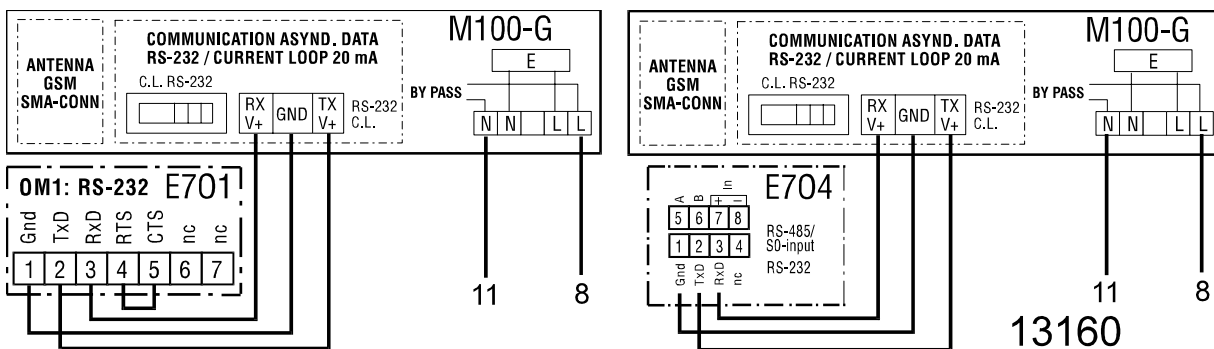 M100-G
COMMUNICATION ASYND. DATA
RS-232 / CURRENT LOOP 20 mA
ANTENNA
GSM
SMA-CONN
C.L. RS-232
RX GND TX
V+ V+
RS-232
C.L.
E
BY PASS
N N L L
OM1: RS-232 E701
Gnd TxD RxD RTS CTS nc nc
1 2 3 4 5 6 7
11 8
M100-G
COMMUNICATION ASYND. DATA
RS-232 / CURRENT LOOP 20 mA
ANTENNA
GSM
SMA-CONN
C.L. RS-232
RX GND TX
V+ V+
RS-232
C.L.
E
BY PASS
N N L L
E704
A B In
+ −
5 6 7 8
1 2 3 4
RS-485/
S0-input
RS-232
Gnd TxD RxD nc
11 8
13160